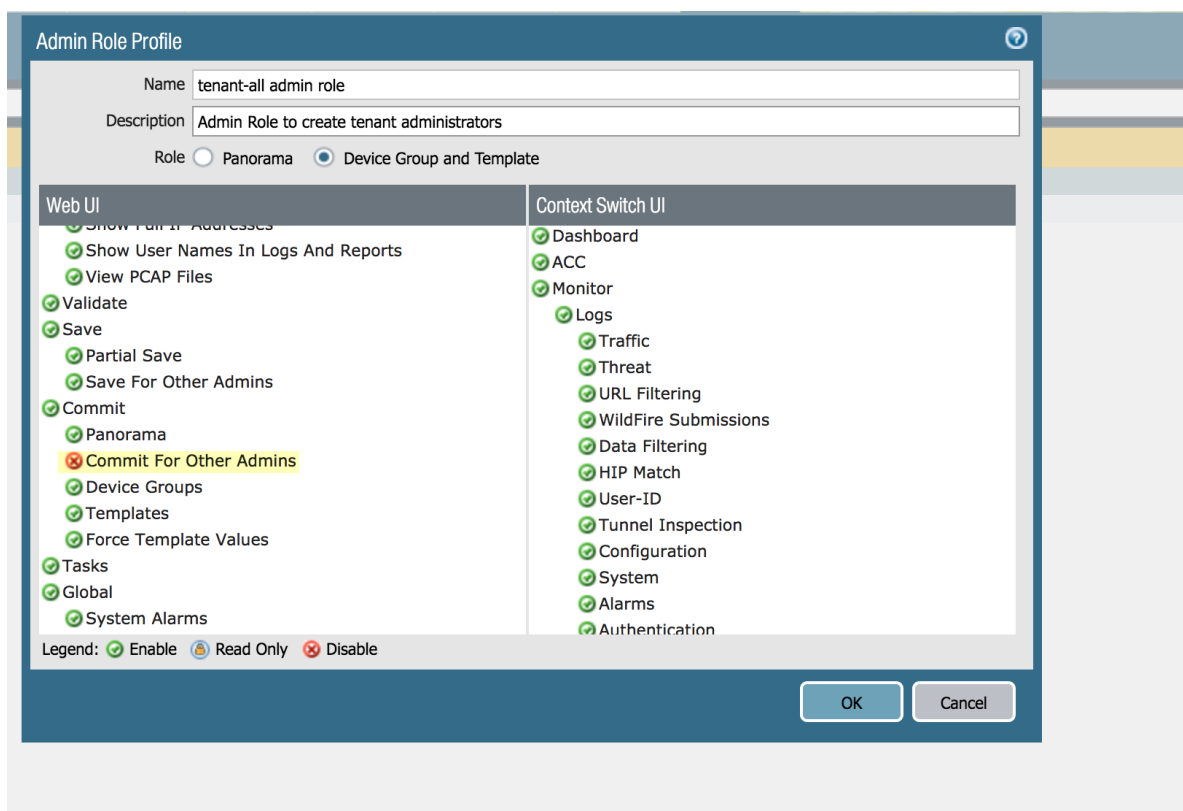 Admin Role Profile
Name tenant-all admin role
Description Admin Role to create tenant administrators
Role Panorama Device Group and Template
Web UI
Show Full IP Addresses
Show User Names In Logs And Reports
View PCAP Files
Validate
Save
Partial Save
Save For Other Admins
Commit
Panorama
Commit For Other Admins
Device Groups
Templates
Force Template Values
Tasks
Global
System Alarms
Context Switch UI
Dashboard
ACC
Monitor
Logs
Traffic
Threat
URL Filtering
WildFire Submissions
Data Filtering
HIP Match
User-ID
Tunnel Inspection
Configuration
System
Alarms
Authentication
Legend: Enable Read Only Disable
OK Cancel